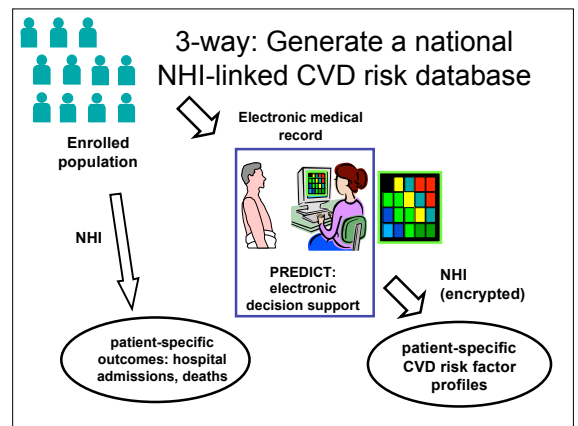 3-way: Generate a national
NHI-linked CVD risk database
Electronic medical
record
Enrolled
population
NHI
PREDICT:
electronic
decision support
NHI
(encrypted)
patient-specific
outcomes: hospital
admissions, deaths
patient-specific
CVD risk factor
profiles